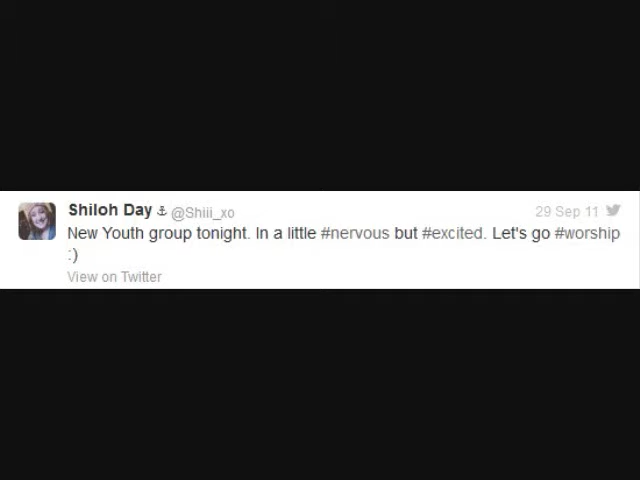 Shiloh Day ⚓ @Shiii_xo 29 Sep 11
New Youth group tonight. In a little #nervous but #excited. Let's go #worship
:)
View on Twitter